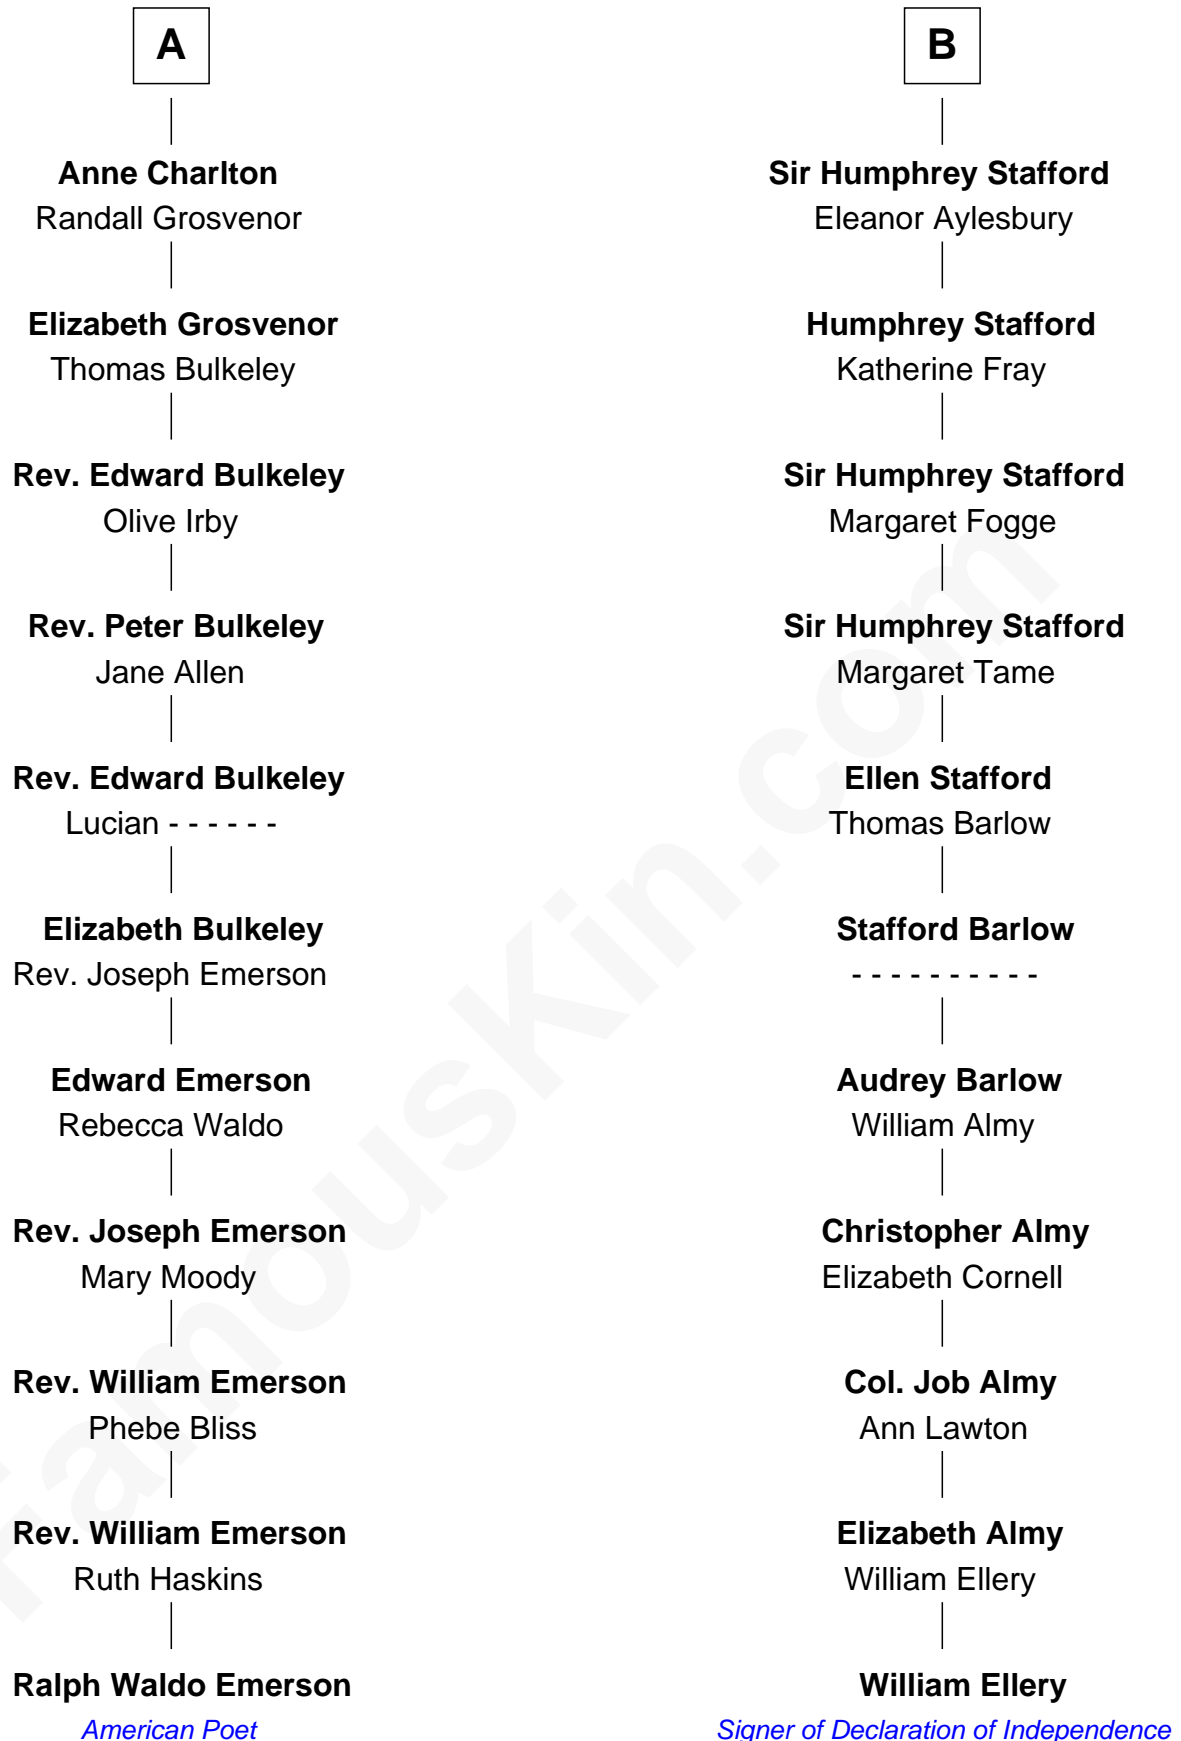 A
Anne Charlton
Randall Grosvenor
Elizabeth Grosvenor
Thomas Bulkeley
Rev. Edward Bulkeley
Olive Irby
Rev. Peter Bulkeley
Jane Allen
Rev. Edward Bulkeley
Lucian - - - - - -
Elizabeth Bulkeley
Rev. Joseph Emerson
Edward Emerson
Rebecca Waldo
Rev. Joseph Emerson
Mary Moody
Rev. William Emerson
Phebe Bliss
Rev. William Emerson
Ruth Haskins
Ralph Waldo Emerson
American Poet
B
Sir Humphrey Stafford
Eleanor Aylesbury
Humphrey Stafford
Katherine Fray
Sir Humphrey Stafford
Margaret Fogge
Sir Humphrey Stafford
Margaret Tame
Ellen Stafford
Thomas Barlow
Stafford Barlow
- - - - - - - - - -
Audrey Barlow
William Almy
Christopher Almy
Elizabeth Cornell
Col. Job Almy
Ann Lawton
Elizabeth Almy
William Ellery
William Ellery
Signer of Declaration of Independence
FamousKin.com